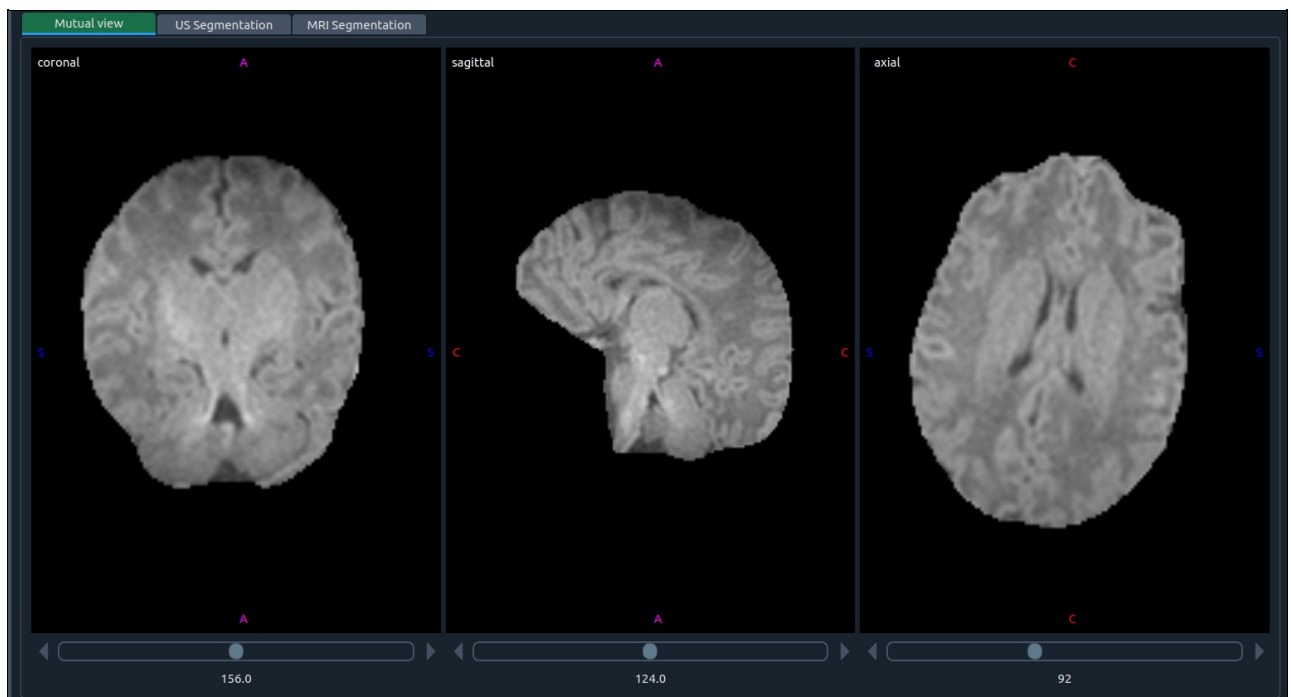 Mutual view
US Segmentation
MRI Segmentation
coronal
A
sagittal
A
axial
C
S
S
C
C
S
S
A
A
C
156.0
124.0
92